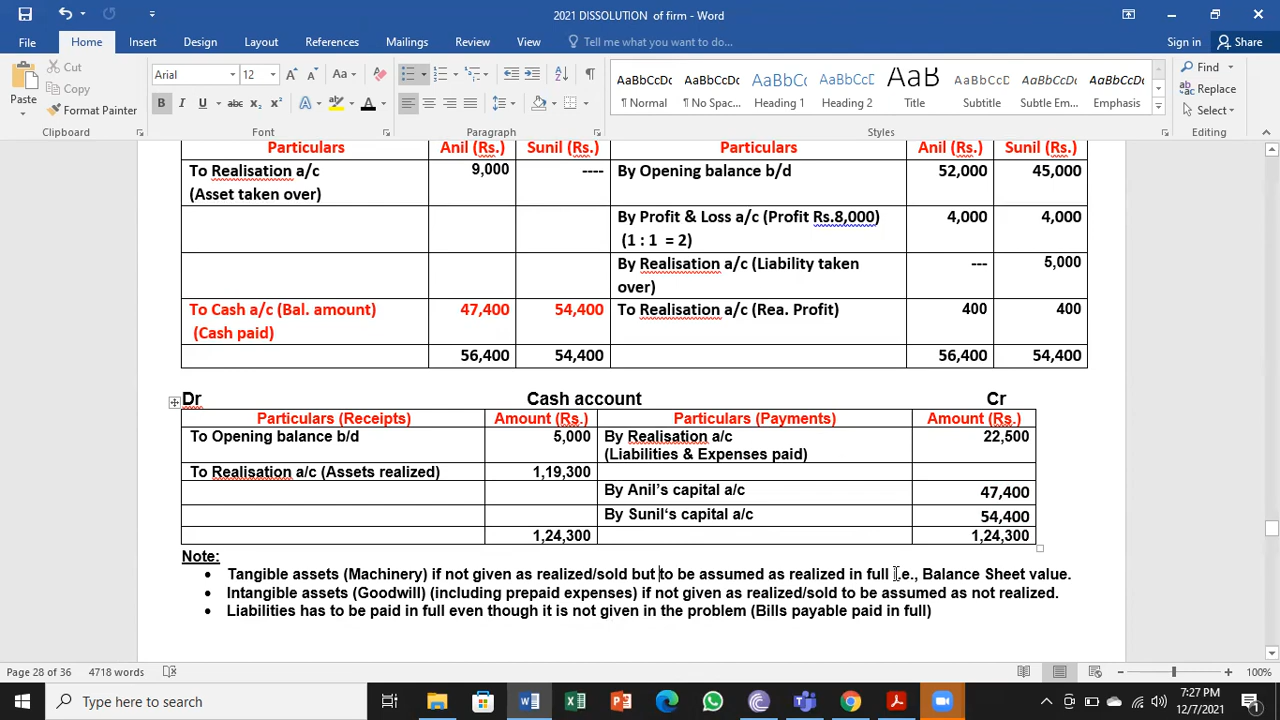 2021 DISSOLUTION of firm - Word
File Home Insert Design Layout References Mailings Review View Tell me what you want to do... Sign in Share
Paste Cut Copy Format Painter Clipboard
Arial 12 Font
Paragraph
AaBbCcDc AaBbCcDc AaBbC AaBbCcC AaB AaBbCcD AaBbCcDc AaBbCcDc
¶ Normal ¶ No Spac... Heading Heading 2 Title Subtitle Subtle Em... Emphasis
Styles
Find Replace Select Editing
Particulars Anil (Rs.) Sunil (Rs.) Particulars Anil (Rs.) Sunil (Rs.)
To Realisation a/c 9,000 ---- By Opening balance b/d 52,000 45,000
(Asset taken over)
By Profit & Loss a/c (Profit Rs.8,000) 4,000 4,000
(1 : 1 = 2)
By Realisation a/c (Liability taken --- 5,000
over)
To Cash a/c (Bal. amount) 47,400 54,400 To Realisation a/c (Rea. Profit) 400 400
(Cash paid)
56,400 54,400 56,400 54,400
Dr Cash account Cr
Particulars (Receipts) Amount (Rs.) Particulars (Payments) Amount (Rs.)
To Opening balance b/d 5,000 By Realisation a/c 22,500
(Liabilities & Expenses paid)
To Realisation a/c (Assets realized) 1,19,300
By Anil’s capital a/c 47,400
By Sunil‘s capital a/c 54,400
1,24,300 1,24,300
Note:
• Tangible assets (Machinery) if not given as realized/sold but to be assumed as realized in full i.e., Balance Sheet value.
• Intangible assets (Goodwill) (including prepaid expenses) if not given as realized/sold to be assumed as not realized.
• Liabilities has to be paid in full even though it is not given in the problem (Bills payable paid in full)
Page 28 of 36 4718 words 100%
Type here to search 7:27 PM
12/7/2021